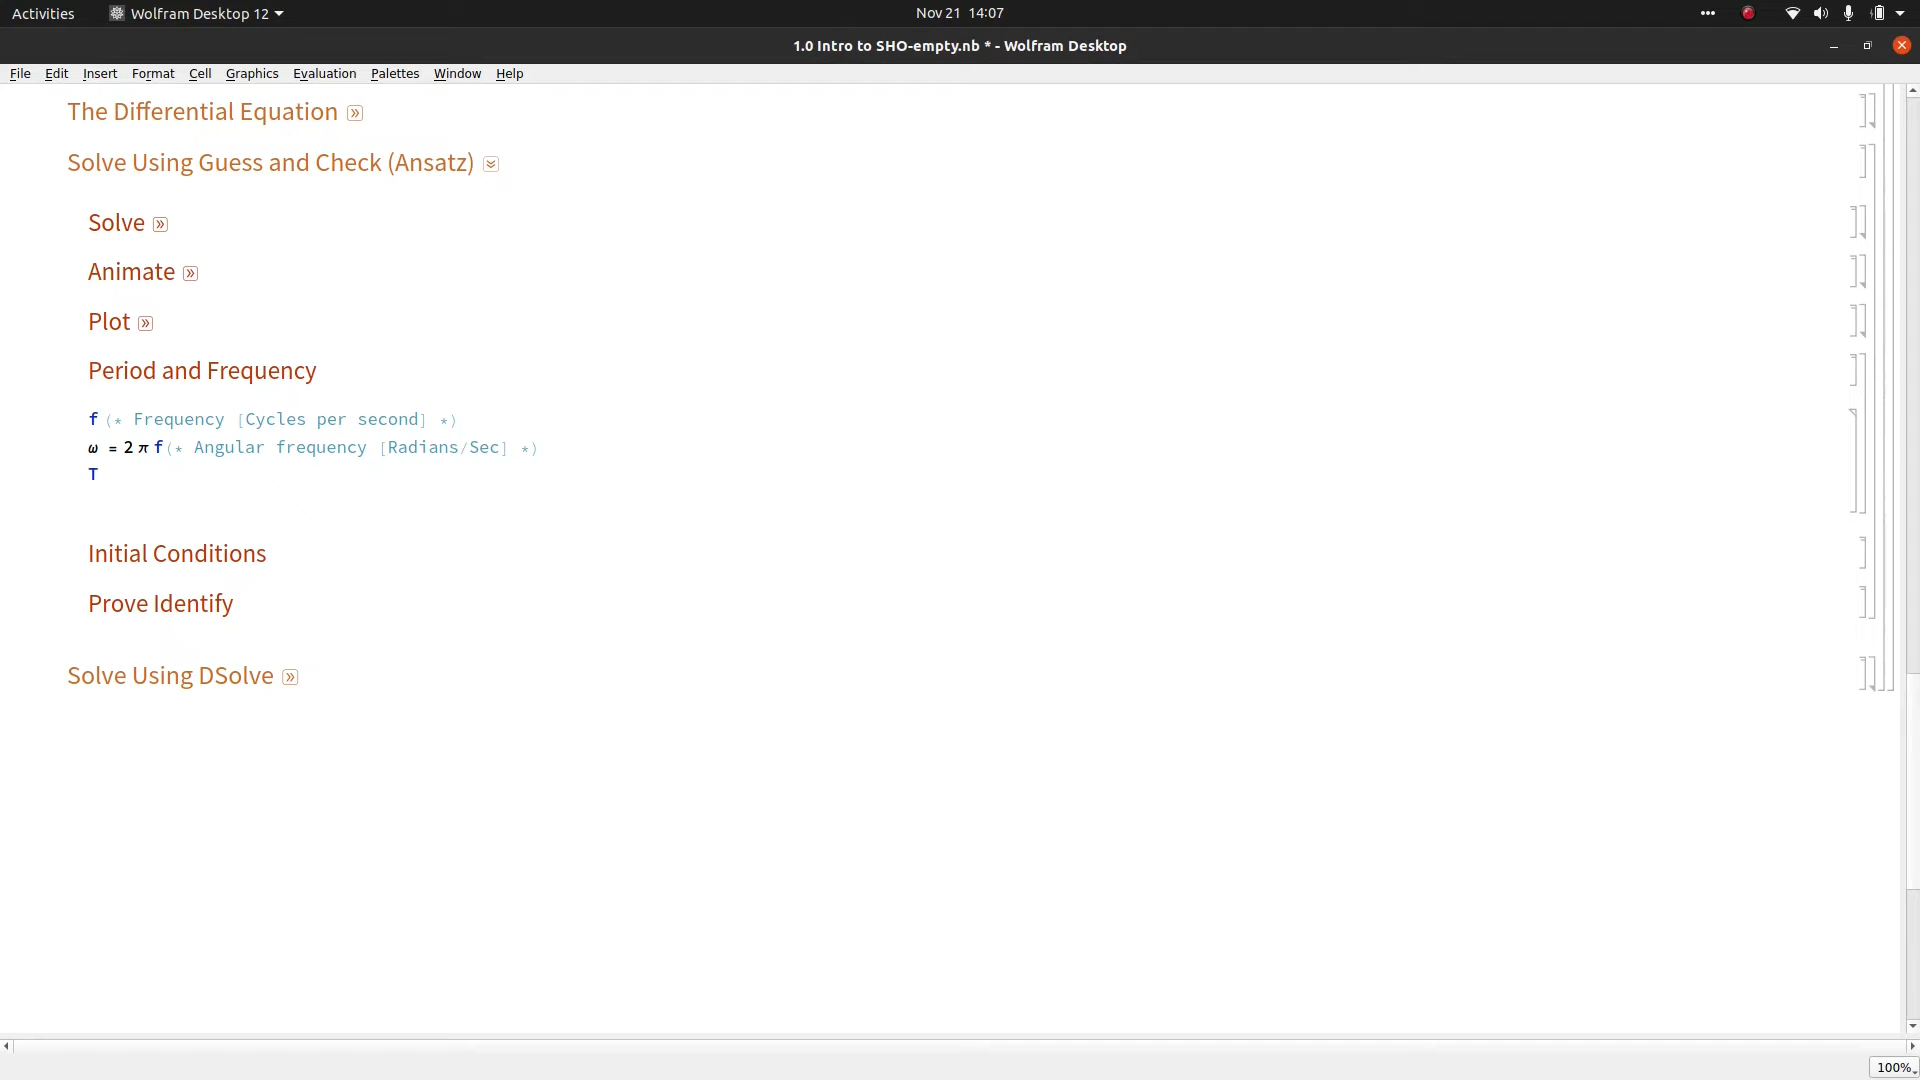 Activities Wolfram Desktop 12 Nov 21 14:07
1.0 Intro to SHO-empty.nb * - Wolfram Desktop
File Edit Insert Format Cell Graphics Evaluation Palettes Window Help
The Differential Equation
Solve Using Guess and Check (Ansatz)
Solve
Animate
Plot
Period and Frequency
f (* Frequency [Cycles per second] *)
ω = 2 π f (* Angular frequency [Radians/Sec] *)
T
Initial Conditions
Prove Identify
Solve Using DSolve
100%